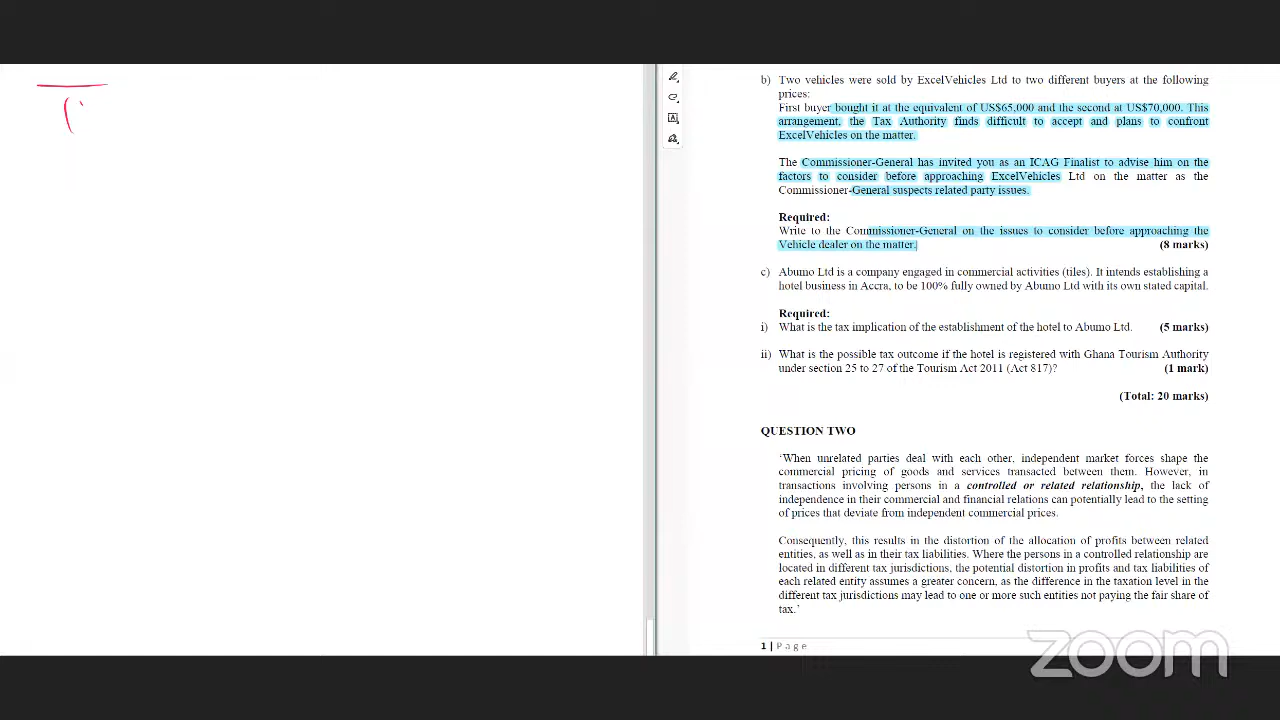 b) Two vehicles were sold by ExcelVehicles Ltd to two different buyers at the following
prices:
First buyer bought it at the equivalent of US$65,000 and the second at US$70,000. This
arrangement, the Tax Authority finds difficult to accept and plans to confront
ExcelVehicles on the matter.
The Commissioner-General has invited you as an ICAG Finalist to advise him on the
factors to consider before approaching ExcelVehicles Ltd on the matter as the
Commissioner-General suspects related party issues.
Required:
Write to the Commissioner-General on the issues to consider before approaching the
Vehicle dealer on the matter. (8 marks)
c) Abumo Ltd is a company engaged in commercial activities (tiles). It intends establishing a
hotel business in Accra, to be 100% fully owned by Abumo Ltd with its own stated capital.
Required:
i) What is the tax implication of the establishment of the hotel to Abumo Ltd. (5 marks)
ii) What is the possible tax outcome if the hotel is registered with Ghana Tourism Authority
under section 25 to 27 of the Tourism Act 2011 (Act 817)? (1 mark)
(Total: 20 marks)
QUESTION TWO
‘When unrelated parties deal with each other, independent market forces shape the
commercial pricing of goods and services transacted between them. However, in
transactions involving persons in a controlled or related relationship, the lack of
independence in their commercial and financial relations can potentially lead to the setting
of prices that deviate from independent commercial prices.
Consequently, this results in the distortion of the allocation of profits between related
entities, as well as in their tax liabilities. Where the persons in a controlled relationship are
located in different tax jurisdictions, the potential distortion in profits and tax liabilities of
each related entity assumes a greater concern, as the difference in the taxation level in the
different tax jurisdictions may lead to one or more such entities not paying the fair share of
tax.’
1 | Page
zoom